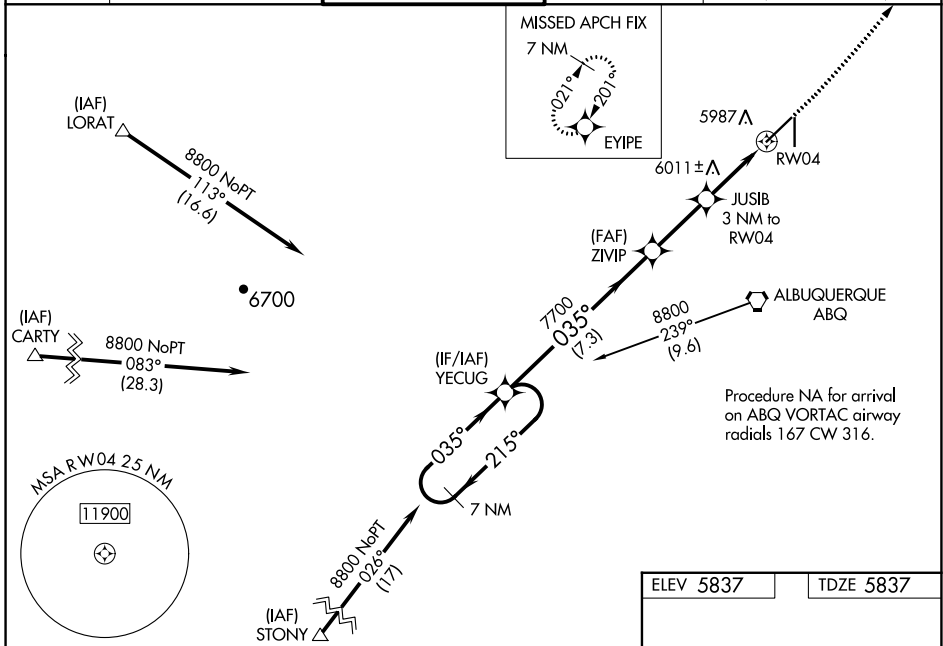 MISSED APCH FIX
7 NM
021°
201°
EYIPE
(IAF)
LORAT
8800 NoPT
113°
(16.6)
5987
RW04
6011±
JUSIB
3 NM to
RW04
(FAF)
ZIVIP
6700
ALBUQUERQUE
ABQ
8800
239°
(9.6)
7700
035°
(7.3)
(IAF)
CARTY
8800 NoPT
083°
(28.3)
(IF/IAF)
YECUG
Procedure NA for arrival
on ABQ VORTAC airway
radials 167 CW 316.
035°
215°
7 NM
MSA RW04 25 NM
11900
8800 NoPT
026°
(17)
(IAF)
STONY
ELEV 5837
TDZE 5837